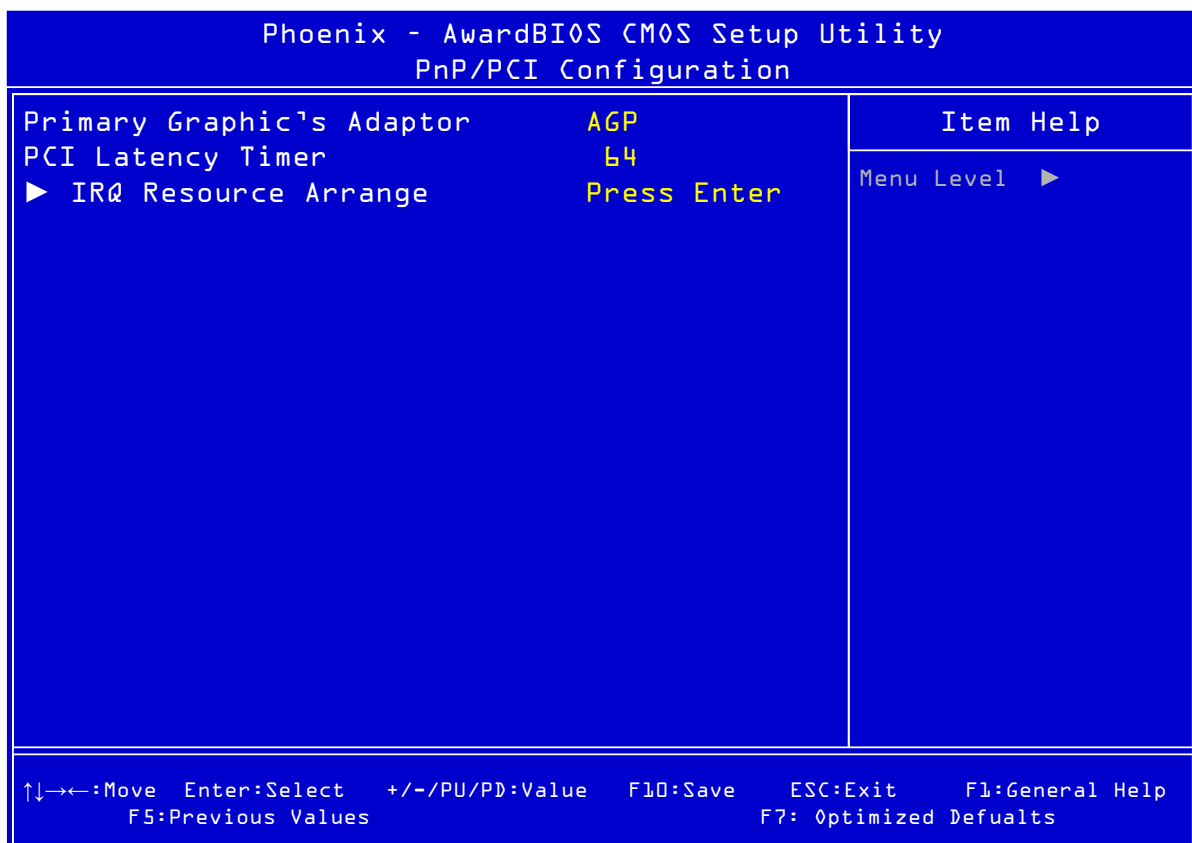 Phoenix - AwardBIOS CMOS Setup Utility
PnP/PCI Configuration
Primary Graphic's Adaptor AGP
PCI Latency Timer 64
► IRQ Resource Arrange Press Enter
Item Help
Menu Level ►
↑↓→←:Move Enter:Select +/-/PU/PD:Value F10:Save ESC:Exit F1:General Help
F5:Previous Values F7: Optimized Defualts